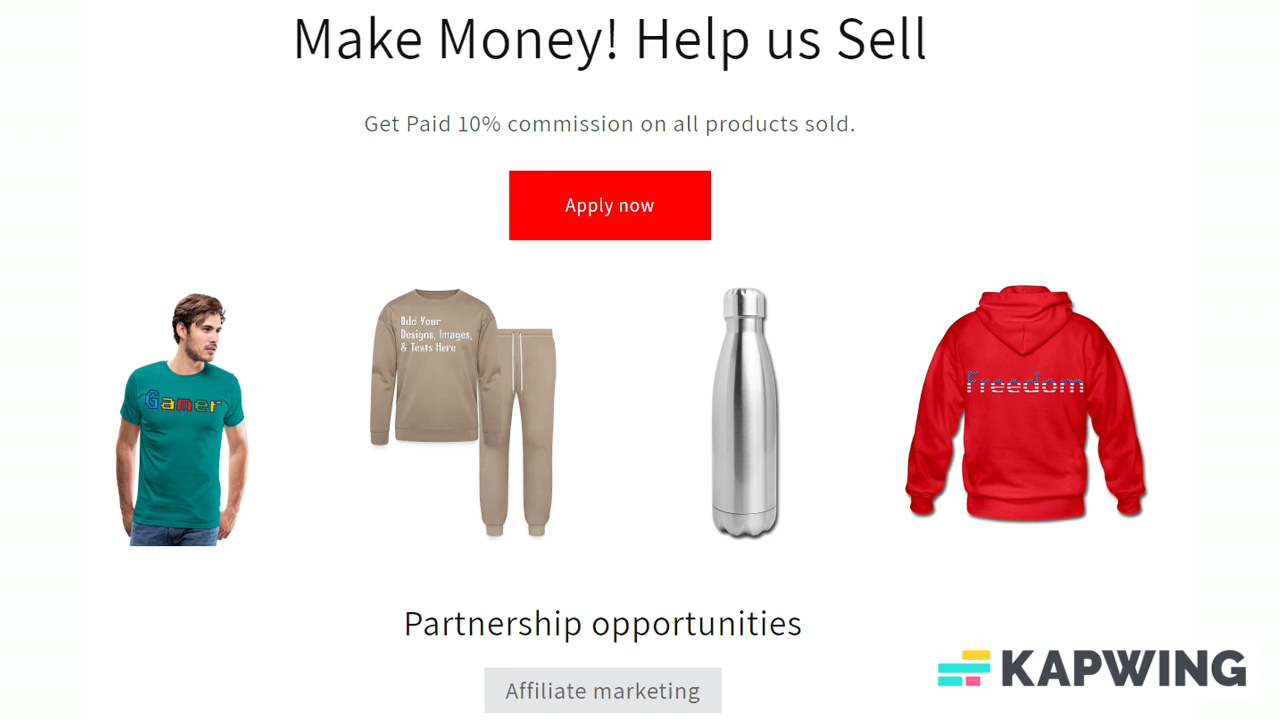 Make Money! Help us Sell
Get Paid 10% commission on all products sold.
Apply now
Gamer
Add Your
Designs, Images,
& Texts Here
Freedom
Partnership opportunities
Affiliate marketing
KAPWING